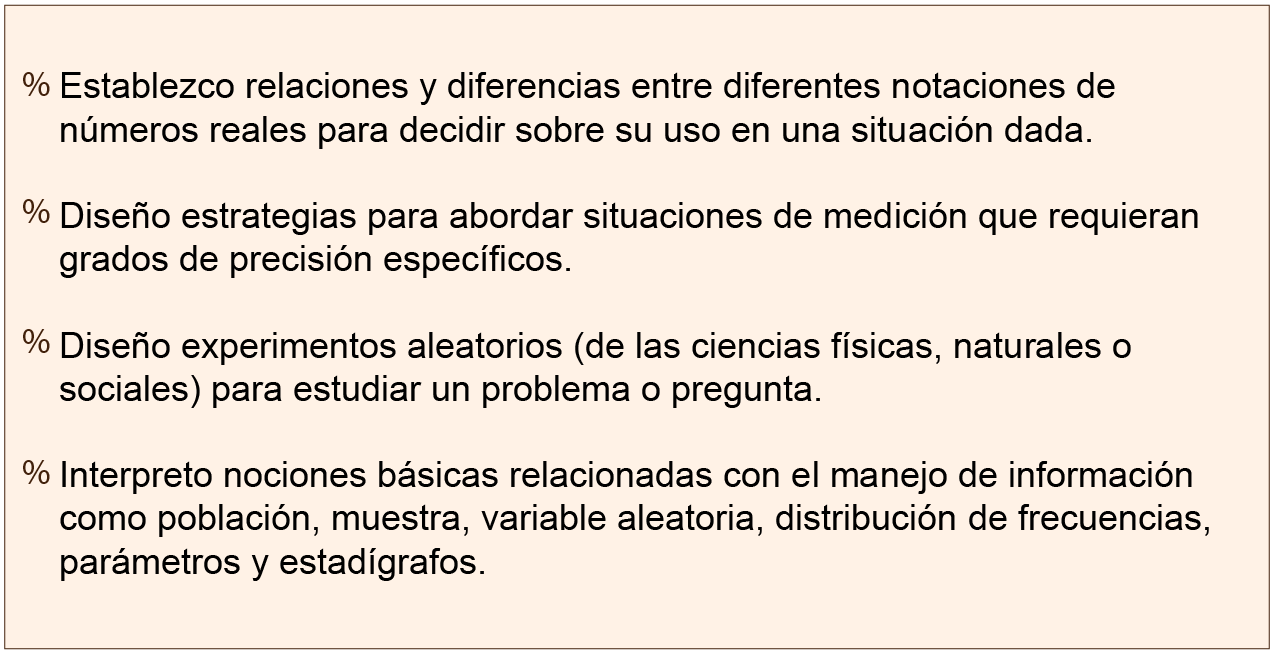 % Establezco relaciones y diferencias entre diferentes notaciones de
números reales para decidir sobre su uso en una situación dada.
% Diseño estrategias para abordar situaciones de medición que requieran
grados de precisión específicos.
% Diseño experimentos aleatorios (de las ciencias físicas, naturales o
sociales) para estudiar un problema o pregunta.
% Interpreto nociones básicas relacionadas con el manejo de información
como población, muestra, variable aleatoria, distribución de frecuencias,
parámetros y estadígrafos.